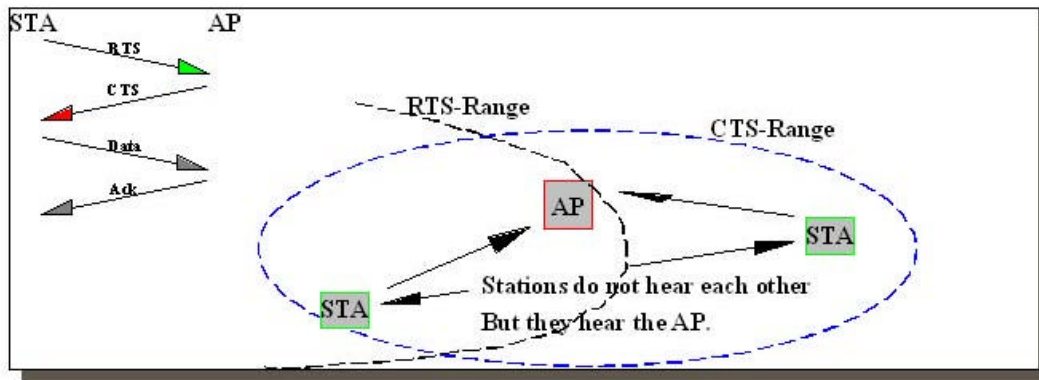 STA AP
RTS
CTS
Data
Ack
RTS-Range
CTS-Range
AP
STA
STA
Stations do not hear each other
But they hear the AP.